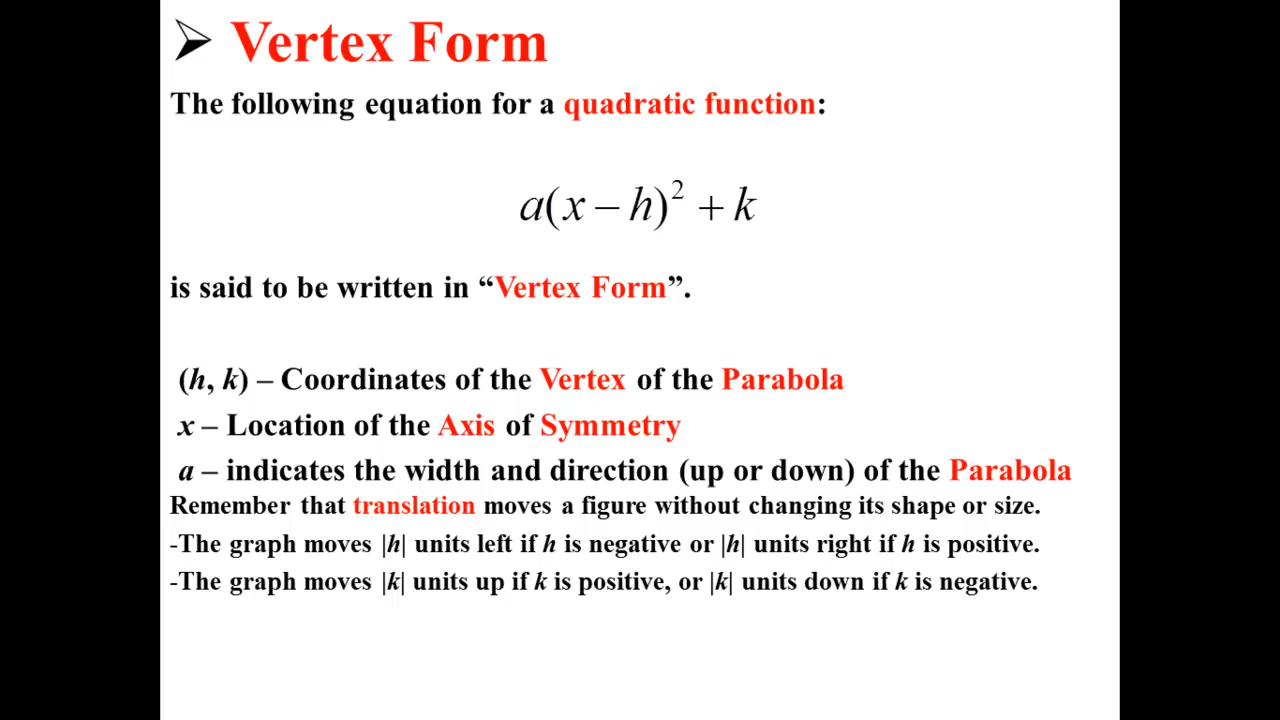 ➢ Vertex Form
The following equation for a quadratic function:
a(x − h)² + k
is said to be written in “Vertex Form”.
(h, k) – Coordinates of the Vertex of the Parabola
x – Location of the Axis of Symmetry
a – indicates the width and direction (up or down) of the Parabola
Remember that translation moves a figure without changing its shape or size.
-The graph moves |h| units left if h is negative or |h| units right if h is positive.
-The graph moves |k| units up if k is positive, or |k| units down if k is negative.